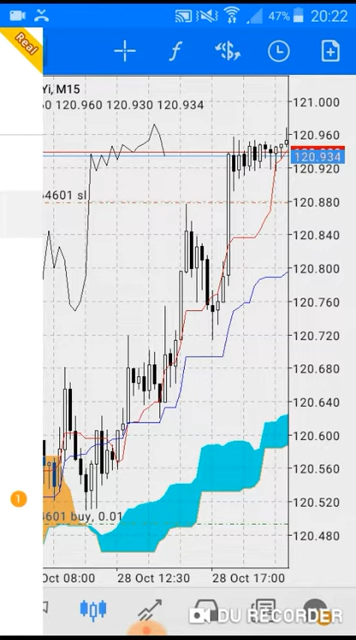 47% 20:22
Real
Yi, M15
60 120.960 120.930 120.934
121.000
120.960
120.934
120.920
64601 sl
120.880
120.840
120.800
120.760
120.720
120.680
120.640
120.600
120.560
1
120.520
4601 buy, 0.01
120.480
Oct 08:00 28 Oct 12:30 28 Oct 17:00
DU RECORDER